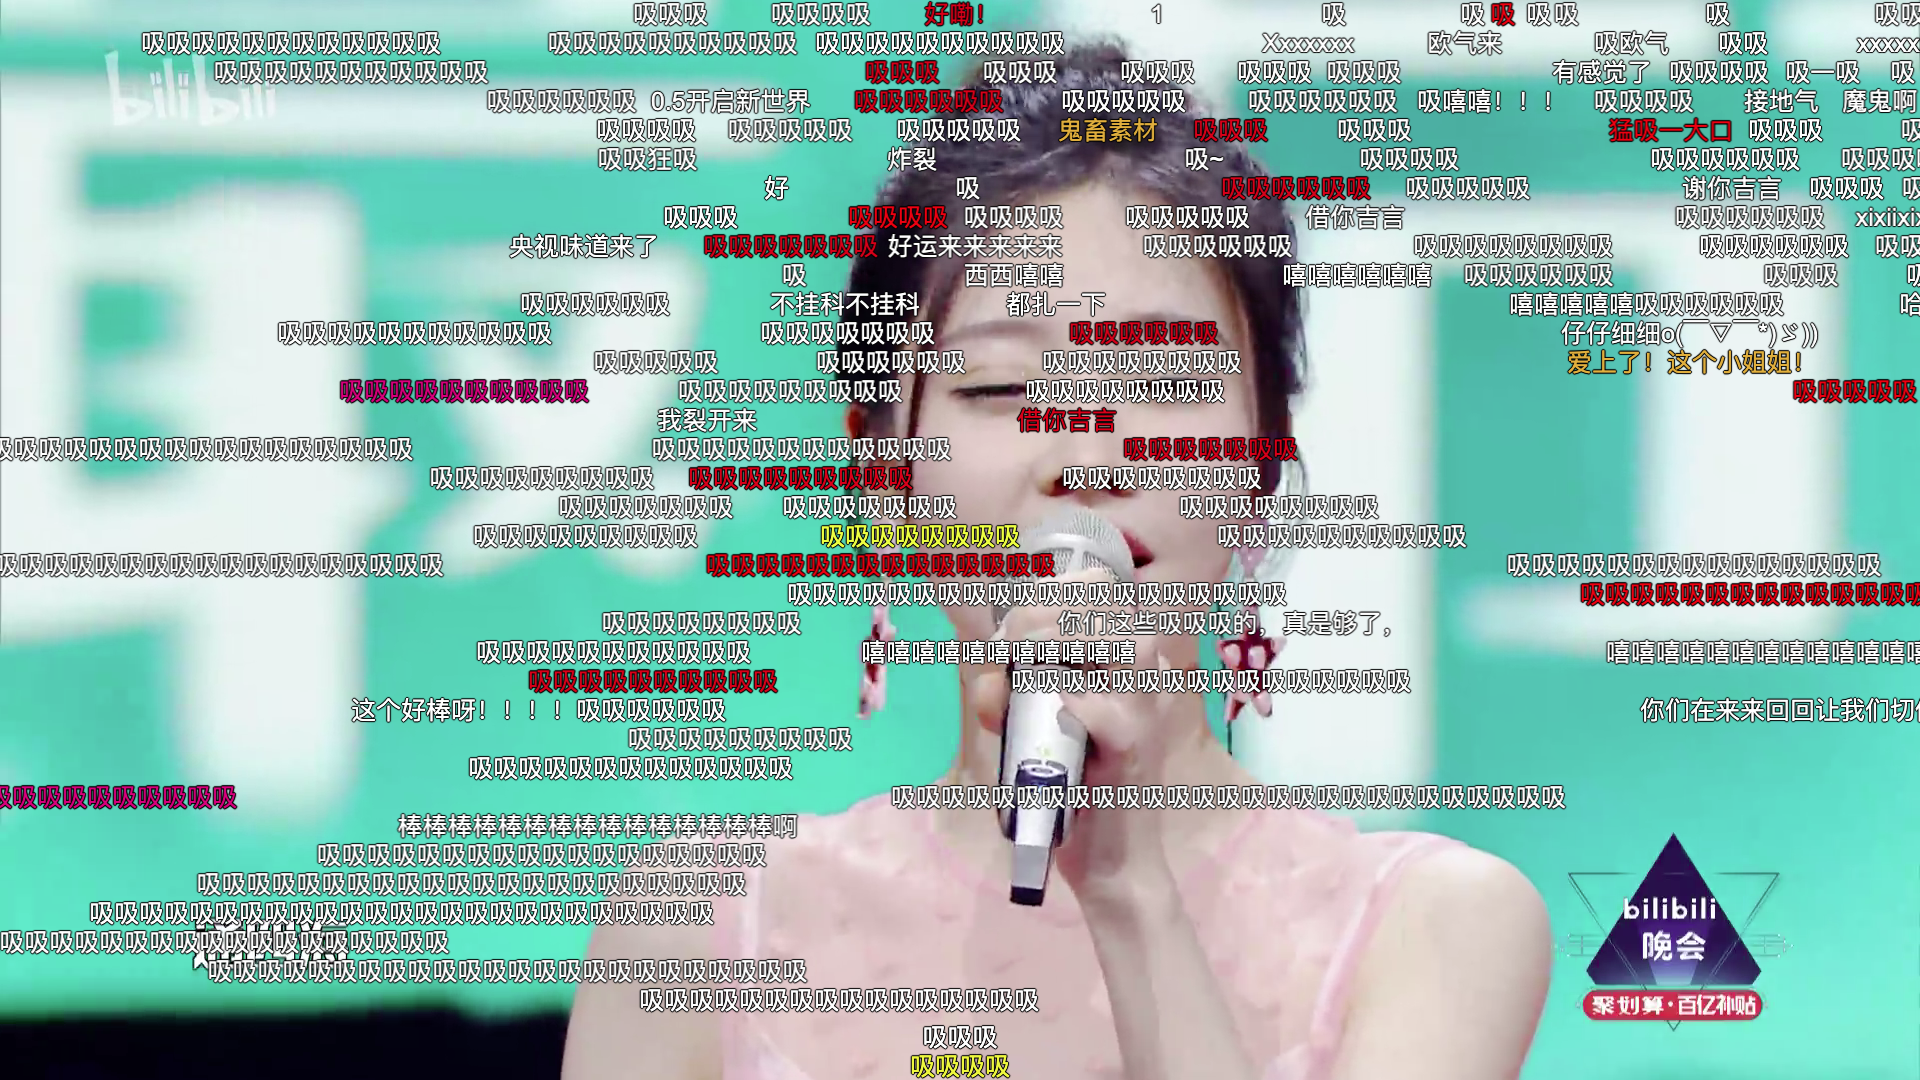 吸吸吸 吸吸吸吸 好嘞！ 1 吸 吸 吸 吸吸 吸 吸吸
吸吸吸吸吸吸吸吸吸吸吸吸 吸吸吸吸吸吸吸吸吸吸 吸吸吸吸吸吸吸吸吸吸 Xxxxxxxx 欧气来 吸欧气 吸吸 xxxxx
吸吸吸吸吸吸吸吸吸吸吸 吸吸吸 吸吸吸 吸吸吸 吸吸吸 吸吸吸 有感觉了 吸吸吸吸 吸一吸 吸
bilibili
吸吸吸吸吸吸 0.5开启新世界 吸吸吸吸吸吸 吸吸吸吸吸 吸吸吸吸吸吸 吸嘻嘻！！！ 吸吸吸吸 接地气 魔鬼啊
吸吸吸吸 吸吸吸吸吸 吸吸吸吸吸 鬼畜素材 吸吸吸 吸吸吸 猛吸一大口 吸吸吸
吸吸狂吸 炸裂 吸~ 吸吸吸吸 吸吸吸吸吸吸 吸吸吸
好 吸 吸吸吸吸吸吸 吸吸吸吸吸 谢你吉言 吸吸吸
吸吸吸 吸吸吸吸 吸吸吸吸 吸吸吸吸吸 借你吉言 吸吸吸吸吸吸 xixiixix
央视味道来了 吸吸吸吸吸吸吸 好运来来来来来 吸吸吸吸吸吸 吸吸吸吸吸吸吸吸 吸吸吸吸吸吸 吸吸
吸 西西嘻嘻 嘻嘻嘻嘻嘻嘻 吸吸吸吸吸吸 吸吸吸
吸吸吸吸吸吸 不挂科不挂科 都扎一下 嘻嘻嘻嘻嘻吸吸吸吸吸吸 哈
吸吸吸吸吸吸吸吸吸吸吸 吸吸吸吸吸吸吸 吸吸吸吸吸吸 仔仔细细o(￣▽￣*)ゞ))
吸吸吸吸吸 吸吸吸吸吸吸 吸吸吸吸吸吸吸吸 爱上了！这个小姐姐！
吸吸吸吸吸吸吸吸吸吸 吸吸吸吸吸吸吸吸吸 吸吸吸吸吸吸吸吸 吸吸吸吸吸
我裂开来 借你吉言
吸吸吸吸吸吸吸吸吸吸吸吸吸吸吸吸 吸吸吸吸吸吸吸吸吸吸吸吸 吸吸吸吸吸吸吸
吸吸吸吸吸吸吸吸吸 吸吸吸吸吸吸吸吸吸 吸吸吸吸吸吸吸吸
吸吸吸吸吸吸吸 吸吸吸吸吸吸吸 吸吸吸吸吸吸吸吸
吸吸吸吸吸吸吸吸吸 吸吸吸吸吸吸吸吸 吸吸吸吸吸吸吸吸吸吸
吸吸吸吸吸吸吸吸吸吸吸吸吸吸吸吸吸吸 吸吸吸吸吸吸吸吸吸吸吸吸吸吸 吸吸吸吸吸吸吸吸吸吸吸吸吸吸吸
吸吸吸吸吸吸吸吸吸吸吸吸吸吸吸吸吸吸吸吸 吸吸吸吸吸吸吸吸吸吸吸吸吸吸
吸吸吸吸吸吸吸吸 你们这些吸吸吸的，真是够了，
吸吸吸吸吸吸吸吸吸吸吸 嘻嘻嘻嘻嘻嘻嘻嘻嘻嘻嘻 嘻嘻嘻嘻嘻嘻嘻嘻嘻嘻嘻嘻嘻
吸吸吸吸吸吸吸吸吸吸 吸吸吸吸吸吸吸吸吸吸吸吸吸吸吸吸
这个好棒呀！！！！吸吸吸吸吸吸 你们在来来回回让我们切
吸吸吸吸吸吸吸吸吸
吸吸吸吸吸吸吸吸吸吸吸吸吸
吸吸吸吸吸吸吸吸吸吸 吸吸吸吸吸吸吸吸吸吸吸吸吸吸吸吸吸吸吸吸吸吸吸吸吸吸吸
棒棒棒棒棒棒棒棒棒棒棒棒棒棒棒啊
吸吸吸吸吸吸吸吸吸吸吸吸吸吸吸吸吸吸
吸吸吸吸吸吸吸吸吸吸吸吸吸吸吸吸吸吸吸吸吸吸
吸吸吸吸吸吸吸吸吸吸吸吸吸吸吸吸吸吸吸吸吸吸吸吸吸
吸吸吸吸吸吸吸吸吸吸吸吸吸吸吸吸吸吸
吸吸吸吸吸吸吸吸吸吸吸吸吸吸吸吸吸吸吸吸吸吸吸吸
吸吸吸吸吸吸吸吸吸吸吸吸吸吸吸吸
吸吸吸
吸吸吸吸
bilibili
晚会
聚划算·百亿补贴